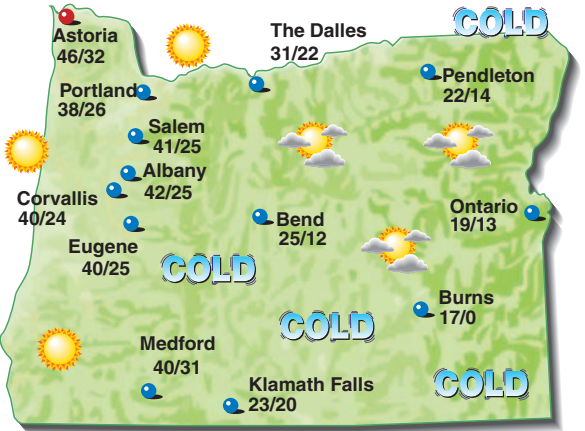 COLD
The Dalles
31/22
Astoria
46/32
Pendleton
22/14
Portland
38/26
Salem
41/25
Albany
42/25
Corvallis
40/24
Ontario
19/13
Bend
25/12
Eugene
40/25
COLD
Burns
17/0
COLD
Medford
40/31
Klamath Falls
23/20
COLD